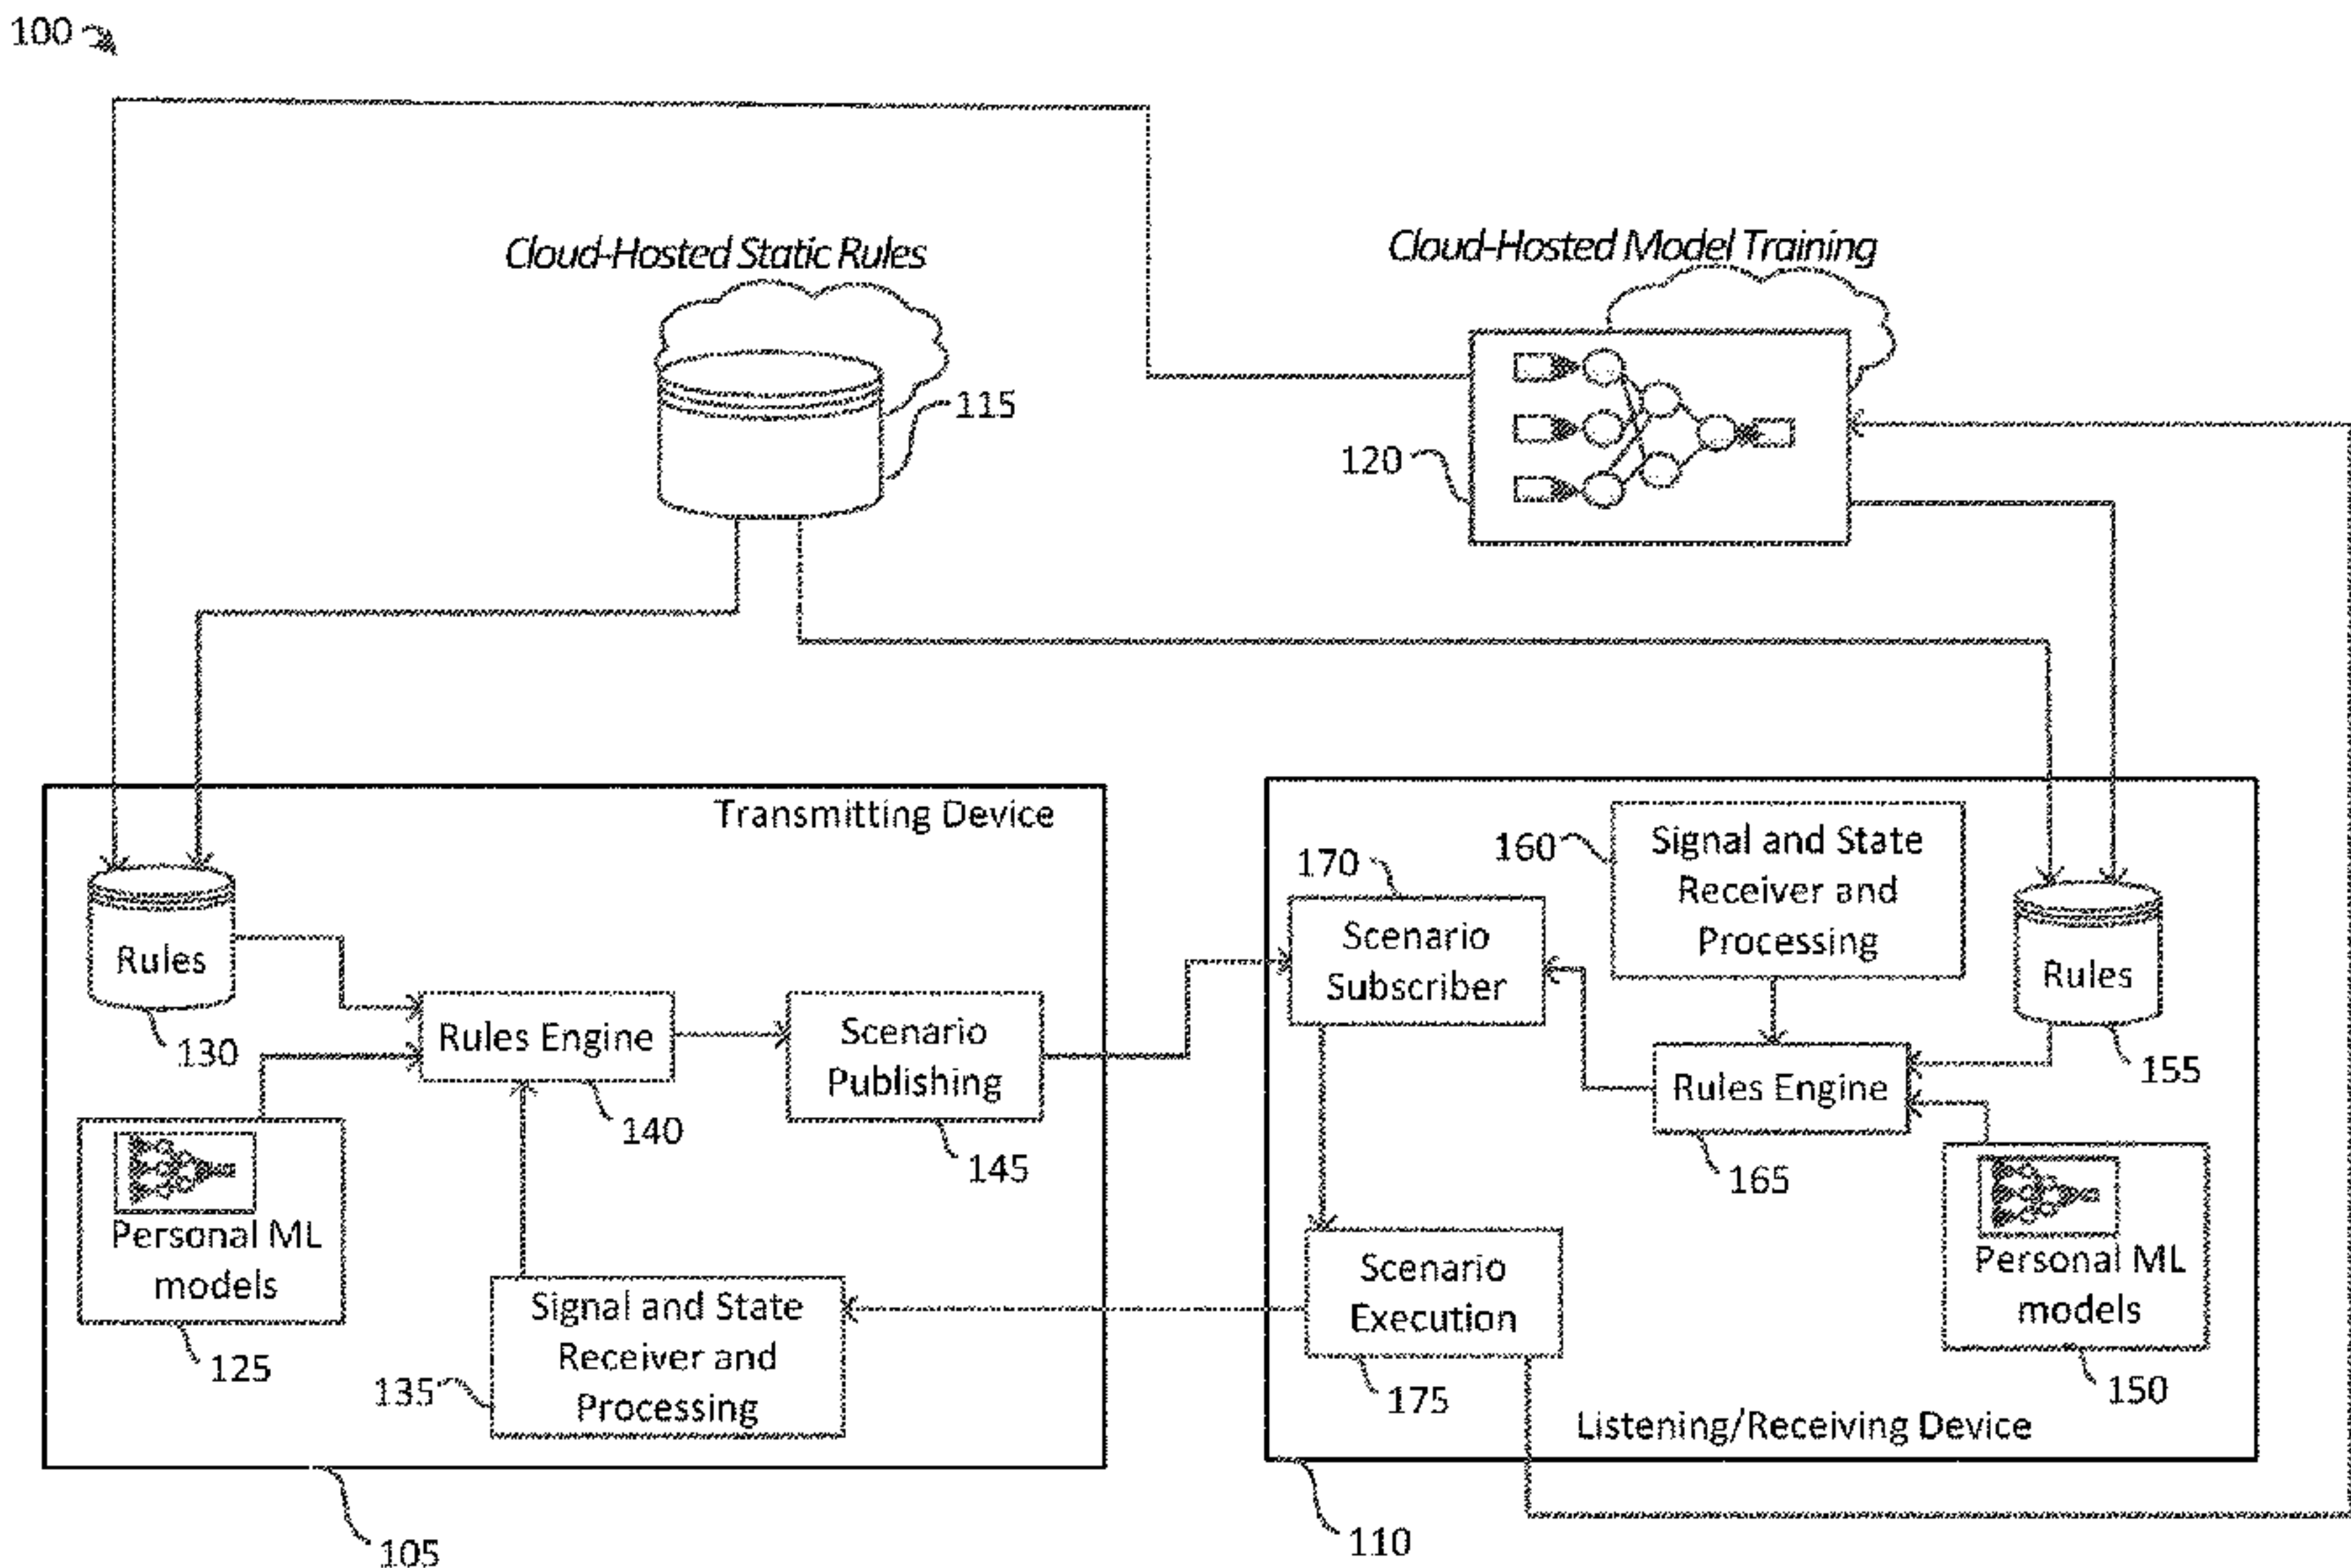 100
Cloud-Hosted Static Rules
Cloud-Hosted Model Training
115
120
Transmitting Device
Rules
130
Rules Engine
140
Scenario
Publishing
145
Personal ML
models
125
Signal and State
Receiver and
Processing
135
105
170
Scenario
Subscriber
160
Signal and State
Receiver and
Processing
Rules
155
Rules Engine
165
Personal ML
models
150
Scenario
Execution
175
Listening/Receiving Device
110